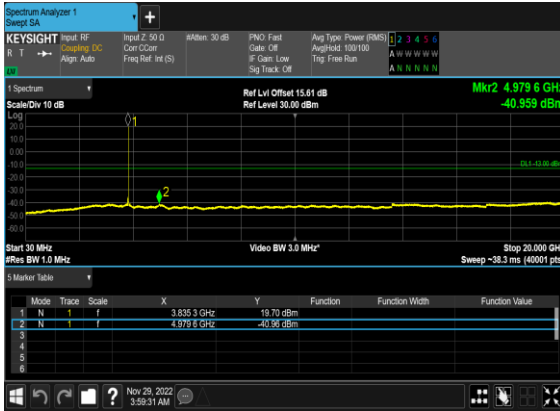 Spectrum Analyzer 1
Swept SA
KEYSIGHT Input: RF Input Z: 50 Ω #Atten: 30 dB PNO: Fast Avg Type: Power (RMS) 1 2 3 4 5 6
R T Coupling: DC Corr CCorr Gate: Off Avg|Hold: 100/100 A W W W W W
Align: Auto Freq Ref: Int (S) IF Gain: Low Trig: Free Run
Sig Track: Off A N N N N N
1 Spectrum Ref Lvl Offset 15.61 dB Mkr2 4.979 6 GHz
Scale/Div 10 dB Ref Level 30.00 dBm -40.959 dBm
Log
20.0
10.0
0.00
-10.0
DL1 -13.00 dBm
-20.0
-30.0
-40.0
-50.0
-60.0
1
2
Start 30 MHz Video BW 3.0 MHz* Stop 20.000 GHz
#Res BW 1.0 MHz Sweep ~38.3 ms (40001 pts)
5 Marker Table
Mode Trace Scale X Y Function Function Width Function Value
1 N 1 f 3.835 3 GHz 19.70 dBm
2 N 1 f 4.979 6 GHz -40.96 dBm
3
4
5
6
Nov 29, 2022
3:59:31 AM